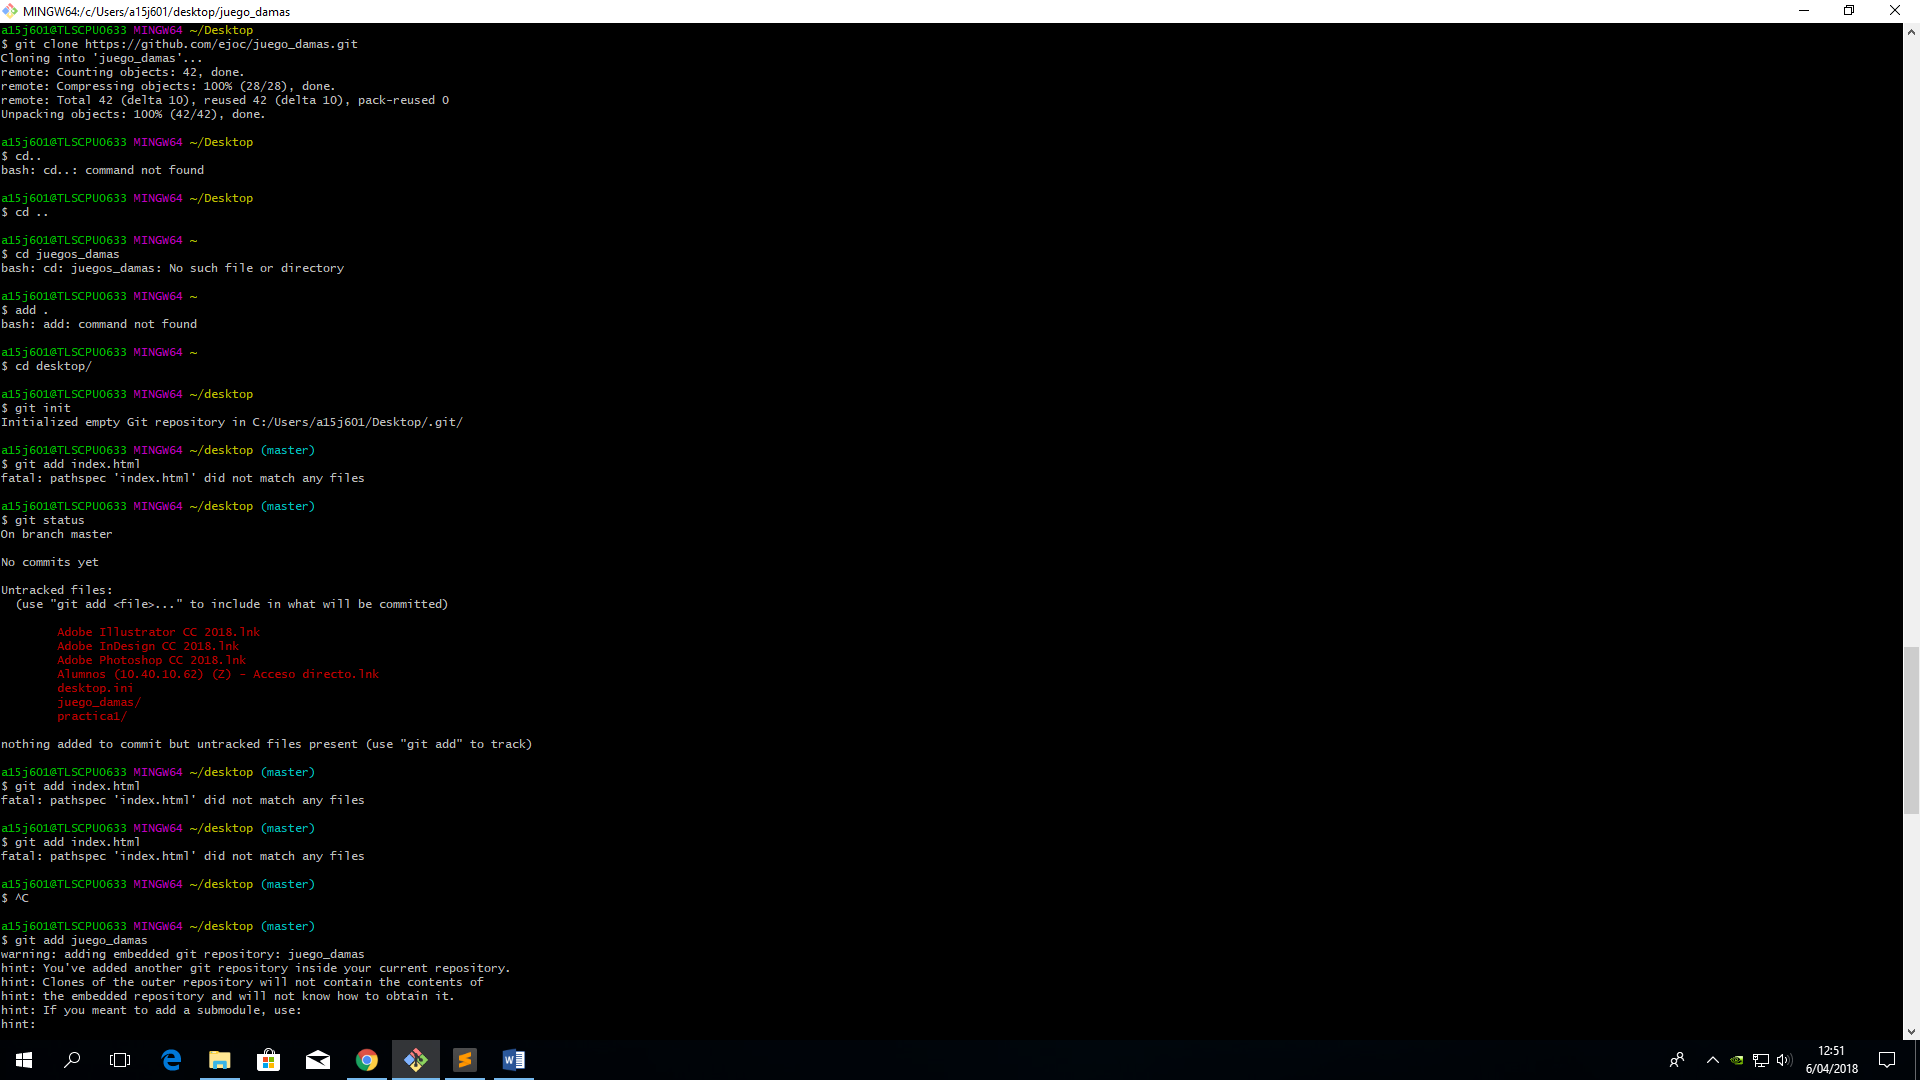 MINGW64:/c/Users/a15j601/desktop/juego_damas
a15j601@TLSCPU0633 MINGW64 ~/Desktop
$ git clone https://github.com/ejoc/juego_damas.git
Cloning into 'juego_damas'...
remote: Counting objects: 42, done.
remote: Compressing objects: 100% (28/28), done.
remote: Total 42 (delta 10), reused 42 (delta 10), pack-reused 0
Unpacking objects: 100% (42/42), done.
a15j601@TLSCPU0633 MINGW64 ~/Desktop
$ cd..
bash: cd..: command not found
a15j601@TLSCPU0633 MINGW64 ~/Desktop
$ cd ..
a15j601@TLSCPU0633 MINGW64 ~
$ cd juegos_damas
bash: cd: juegos_damas: No such file or directory
a15j601@TLSCPU0633 MINGW64 ~
$ add .
bash: add: command not found
a15j601@TLSCPU0633 MINGW64 ~
$ cd desktop/
a15j601@TLSCPU0633 MINGW64 ~/desktop
$ git init
Initialized empty Git repository in C:/Users/a15j601/Desktop/.git/
a15j601@TLSCPU0633 MINGW64 ~/desktop (master)
$ git add index.html
fatal: pathspec 'index.html' did not match any files
a15j601@TLSCPU0633 MINGW64 ~/desktop (master)
$ git status
On branch master
No commits yet
Untracked files:
(use "git add <file>..." to include in what will be committed)
Adobe Illustrator CC 2018.lnk
Adobe InDesign CC 2018.lnk
Adobe Photoshop CC 2018.lnk
Alumnos (10.40.10.62) (Z) - Acceso directo.lnk
desktop.ini
juego_damas/
practica1/
nothing added to commit but untracked files present (use "git add" to track)
a15j601@TLSCPU0633 MINGW64 ~/desktop (master)
$ git add index.html
fatal: pathspec 'index.html' did not match any files
a15j601@TLSCPU0633 MINGW64 ~/desktop (master)
$ git add index.html
fatal: pathspec 'index.html' did not match any files
a15j601@TLSCPU0633 MINGW64 ~/desktop (master)
$ ^C
a15j601@TLSCPU0633 MINGW64 ~/desktop (master)
$ git add juego_damas
warning: adding embedded git repository: juego_damas
hint: You've added another git repository inside your current repository.
hint: Clones of the outer repository will not contain the contents of
hint: the embedded repository and will not know how to obtain it.
hint: If you meant to add a submodule, use:
hint:
12:51
6/04/2018